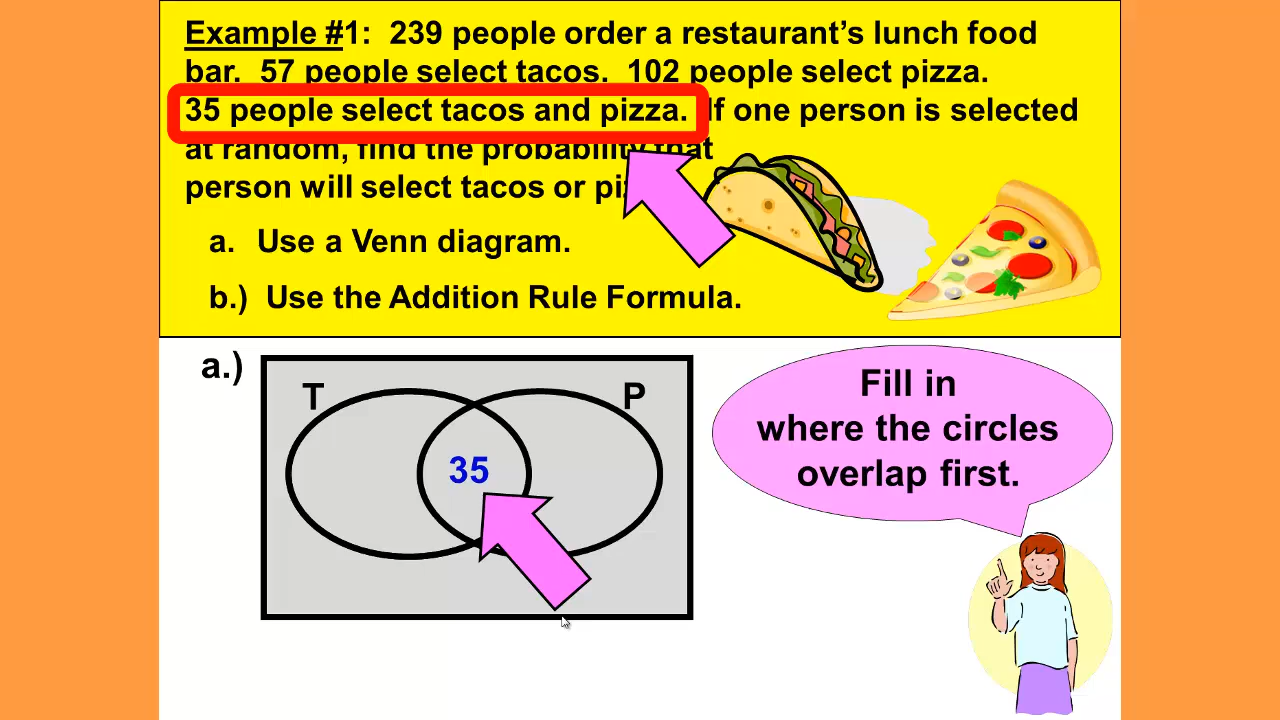 Example #1: 239 people order a restaurant’s lunch food
bar. 57 people select tacos. 102 people select pizza.
35 people select tacos and pizza. If one person is selected
at random, find the probability that
person will select tacos or
a. Use a Venn diagram.
b.) Use the Addition Rule Formula.
a.)
T P
35
Fill in
where the circles
overlap first.